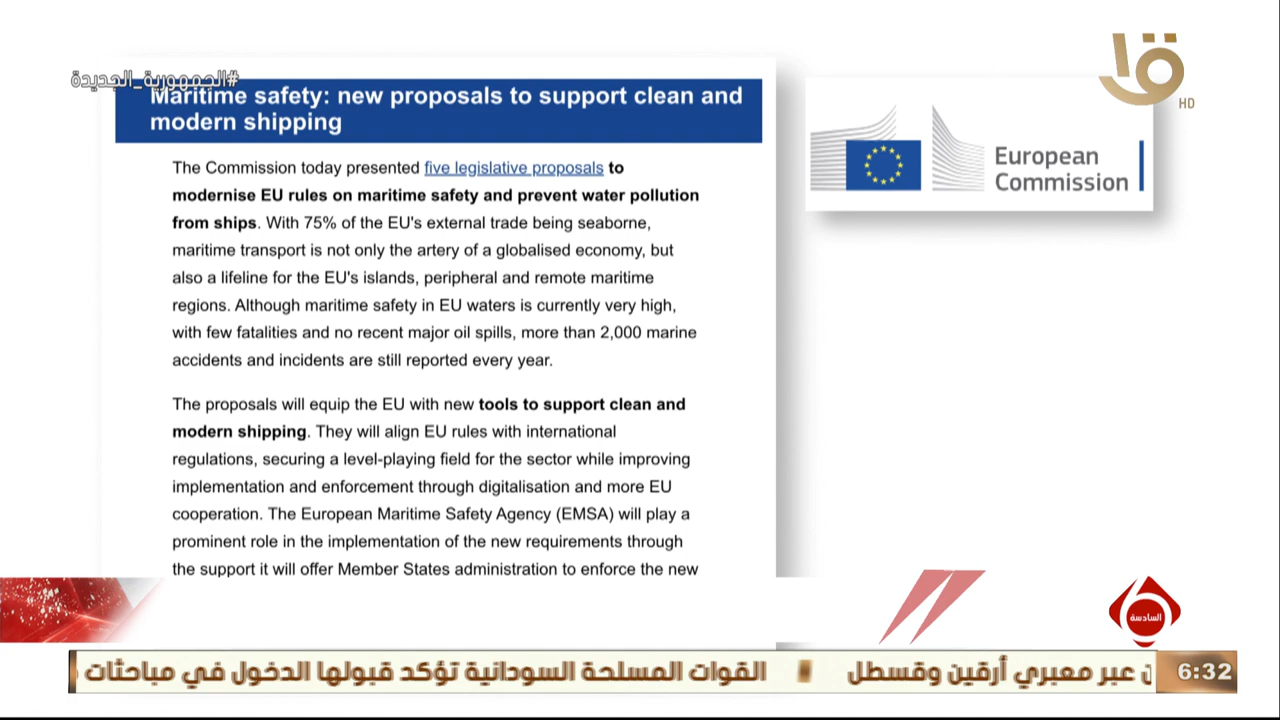 #الجمهورية_الجديدة
HD
Maritime safety: new proposals to support clean and
modern shipping
European
Commission
The Commission today presented five legislative proposals to
modernise EU rules on maritime safety and prevent water pollution
from ships. With 75% of the EU's external trade being seaborne,
maritime transport is not only the artery of a globalised economy, but
also a lifeline for the EU's islands, peripheral and remote maritime
regions. Although maritime safety in EU waters is currently very high,
with few fatalities and no recent major oil spills, more than 2,000 marine
accidents and incidents are still reported every year.
The proposals will equip the EU with new tools to support clean and
modern shipping. They will align EU rules with international
regulations, securing a level-playing field for the sector while improving
implementation and enforcement through digitalisation and more EU
cooperation. The European Maritime Safety Agency (EMSA) will play a
prominent role in the implementation of the new requirements through
the support it will offer Member States administration to enforce the new
السادسة
ن عبر معبري أرقين وقسطل القوات المسلحة السودانية تؤكد قبولها الدخول في مباحثات
6:32